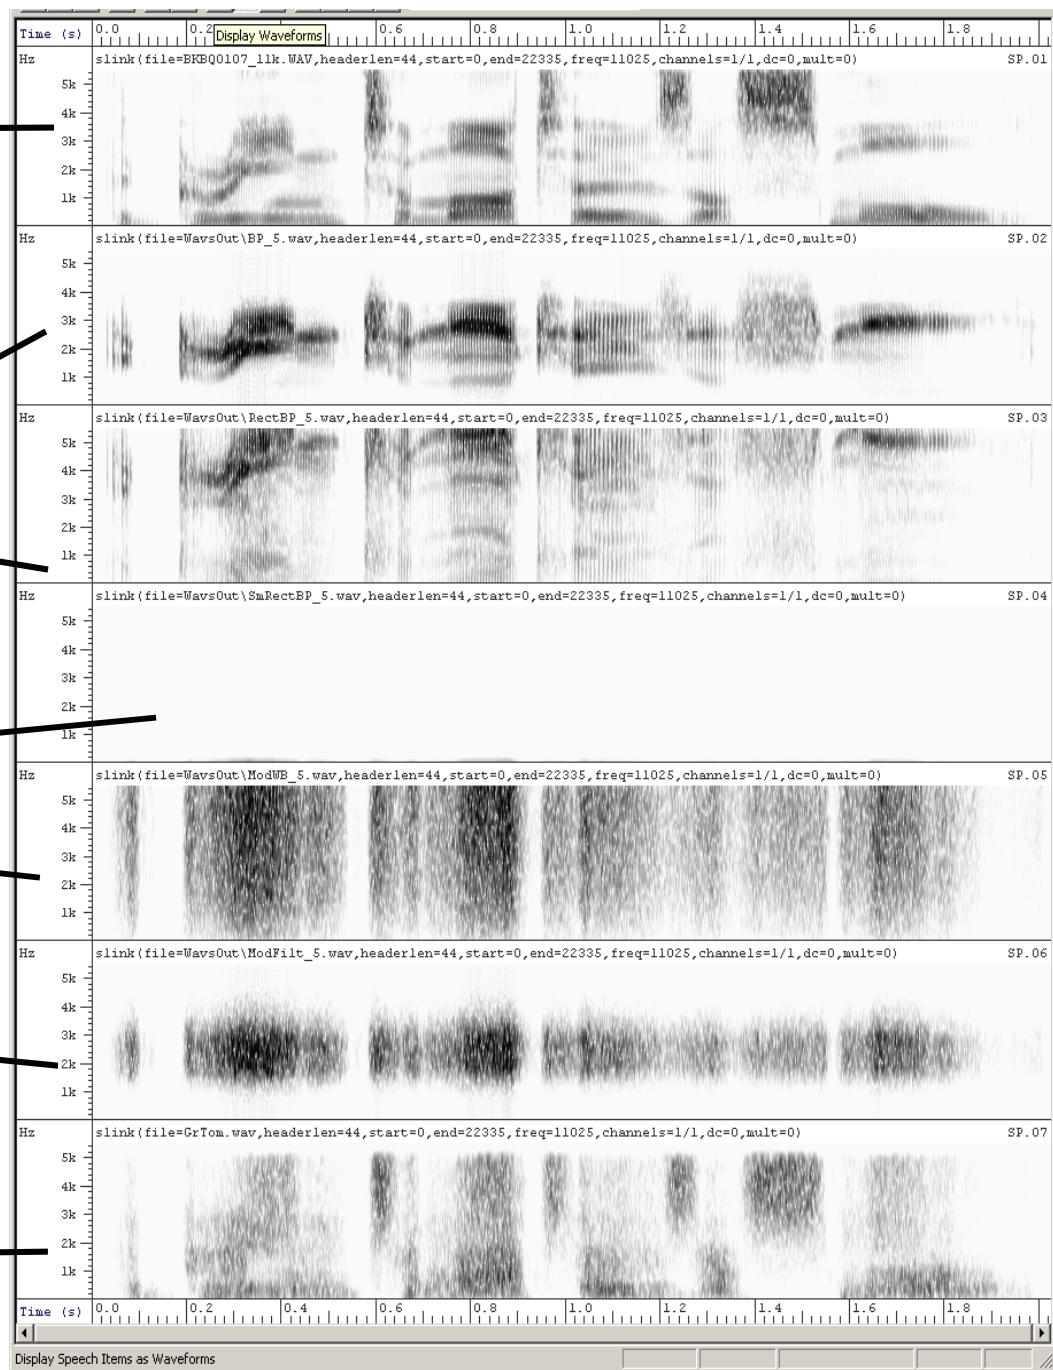 Time (s) 0.0 0.2 0.4 0.6 0.8 1.0 1.2 1.4 1.6 1.8
Display Waveforms
Hz slink(file=BKBQ0107_11k.WAV,headerlen=44,start=0,end=22335,freq=11025,channels=1/1,dc=0,mult=0) SP.01
5k
4k
3k
2k
1k
Hz slink(file=WavsOut\BP_5.wav,headerlen=44,start=0,end=22335,freq=11025,channels=1/1,dc=0,mult=0) SP.02
5k
4k
3k
2k
1k
Hz slink(file=WavsOut\RectBP_5.wav,headerlen=44,start=0,end=22335,freq=11025,channels=1/1,dc=0,mult=0) SP.03
5k
4k
3k
2k
1k
Hz slink(file=WavsOut\SmRectBP_5.wav,headerlen=44,start=0,end=22335,freq=11025,channels=1/1,dc=0,mult=0) SP.04
5k
4k
3k
2k
1k
Hz slink(file=WavsOut\ModWB_5.wav,headerlen=44,start=0,end=22335,freq=11025,channels=1/1,dc=0,mult=0) SP.05
5k
4k
3k
2k
1k
Hz slink(file=WavsOut\ModFilt_5.wav,headerlen=44,start=0,end=22335,freq=11025,channels=1/1,dc=0,mult=0) SP.06
5k
4k
3k
2k
1k
Hz slink(file=GrTom.wav,headerlen=44,start=0,end=22335,freq=11025,channels=1/1,dc=0,mult=0) SP.07
5k
4k
3k
2k
1k
Time (s) 0.0 0.2 0.4 0.6 0.8 1.0 1.2 1.4 1.6 1.8
Display Speech Items as Waveforms